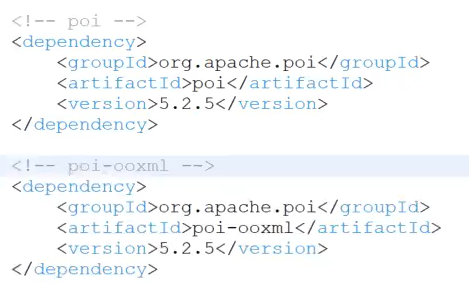 <!-- poi -->
<dependency>
    <groupId>org.apache.poi</groupId>
    <artifactId>poi</artifactId>
    <version>5.2.5</version>
</dependency>
<!-- poi-ooxml -->
<dependency>
    <groupId>org.apache.poi</groupId>
    <artifactId>poi-ooxml</artifactId>
    <version>5.2.5</version>
</dependency>